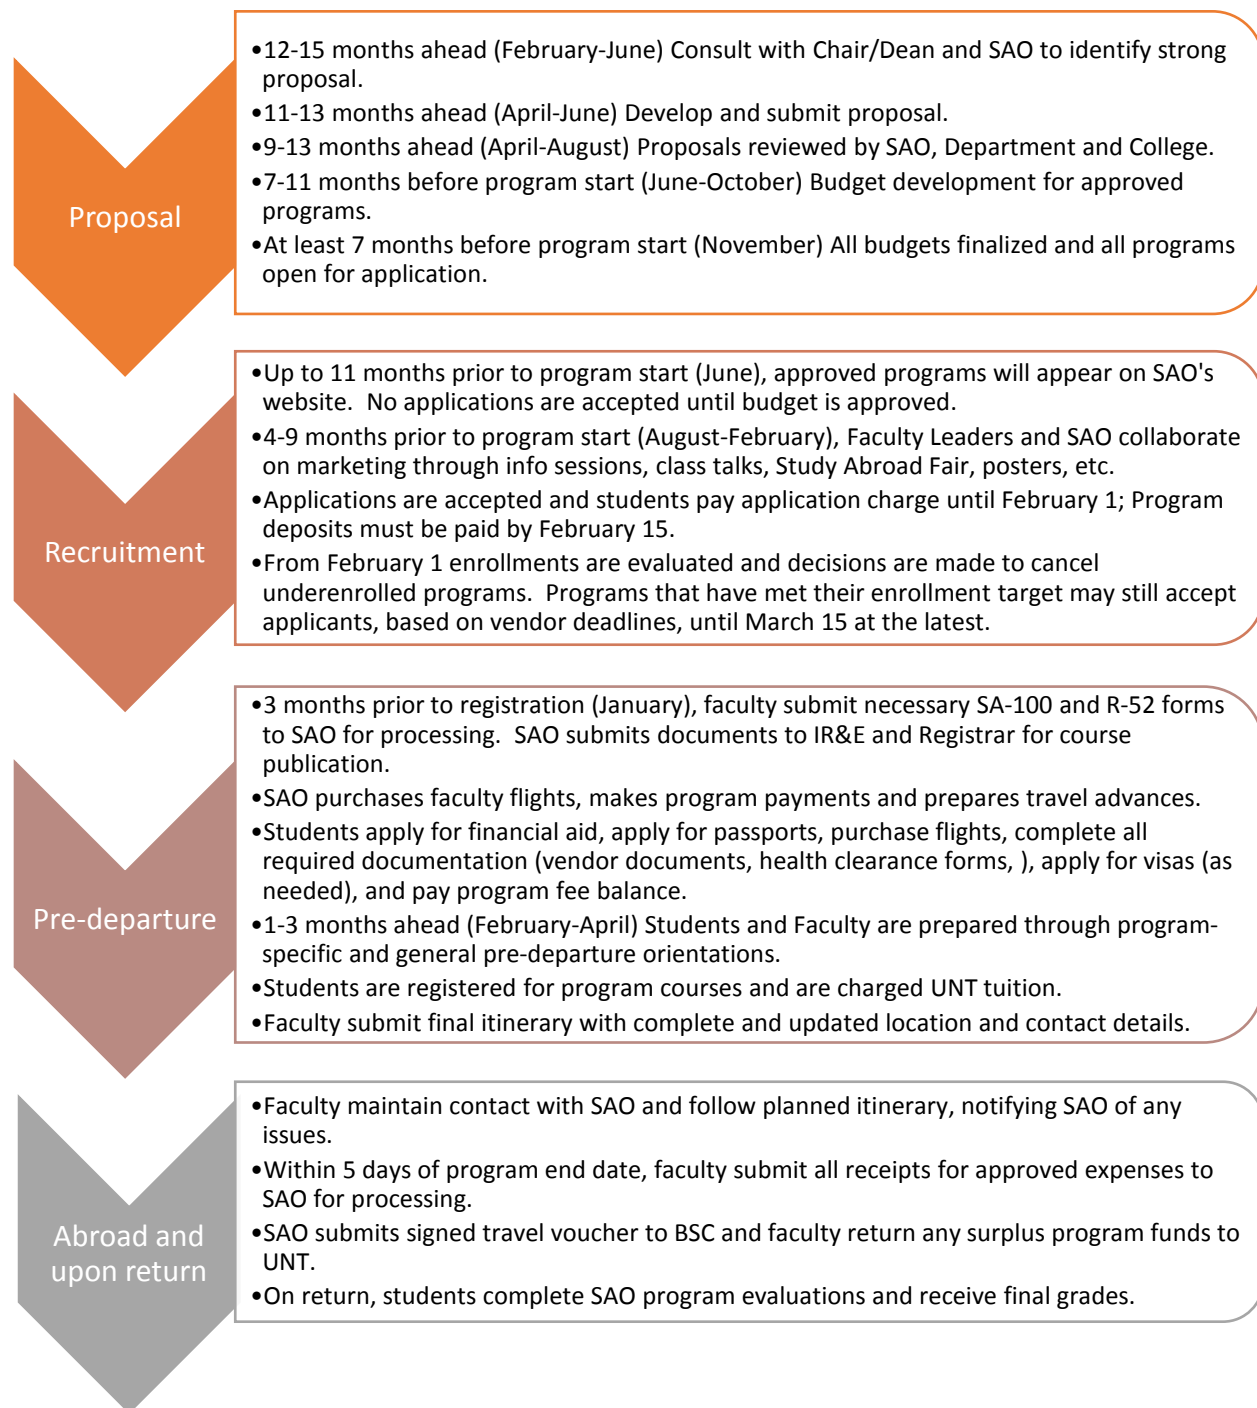 Proposal
•12-15 months ahead (February-June) Consult with Chair/Dean and SAO to identify strong
proposal.
•11-13 months ahead (April-June) Develop and submit proposal.
•9-13 months ahead (April-August) Proposals reviewed by SAO, Department and College.
•7-11 months before program start (June-October) Budget development for approved
programs.
•At least 7 months before program start (November) All budgets finalized and all programs
open for application.
Recruitment
•Up to 11 months prior to program start (June), approved programs will appear on SAO's
website.  No applications are accepted until budget is approved.
•4-9 months prior to program start (August-February), Faculty Leaders and SAO collaborate
on marketing through info sessions, class talks, Study Abroad Fair, posters, etc.
•Applications are accepted and students pay application charge until February 1; Program
deposits must be paid by February 15.
•From February 1 enrollments are evaluated and decisions are made to cancel
underenrolled programs.  Programs that have met their enrollment target may still accept
applicants, based on vendor deadlines, until March 15 at the latest.
Pre-departure
•3 months prior to registration (January), faculty submit necessary SA-100 and R-52 forms
to SAO for processing.  SAO submits documents to IR&E and Registrar for course
publication.
•SAO purchases faculty flights, makes program payments and prepares travel advances.
•Students apply for financial aid, apply for passports, purchase flights, complete all
required documentation (vendor documents, health clearance forms, ), apply for visas (as
needed), and pay program fee balance.
•1-3 months ahead (February-April) Students and Faculty are prepared through program-
specific and general pre-departure orientations.
•Students are registered for program courses and are charged UNT tuition.
•Faculty submit final itinerary with complete and updated location and contact details.
Abroad and
upon return
•Faculty maintain contact with SAO and follow planned itinerary, notifying SAO of any
issues.
•Within 5 days of program end date, faculty submit all receipts for approved expenses to
SAO for processing.
•SAO submits signed travel voucher to BSC and faculty return any surplus program funds to
UNT.
•On return, students complete SAO program evaluations and receive final grades.